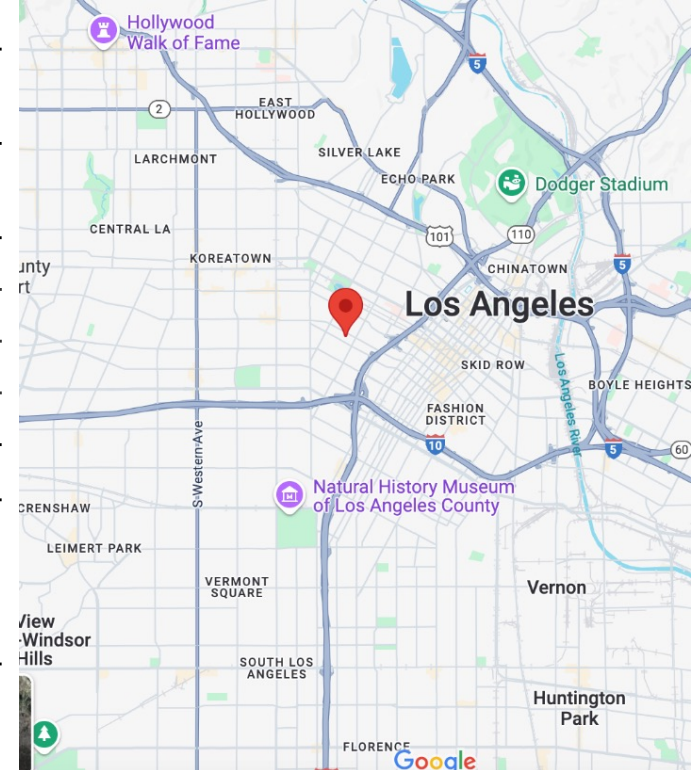 Hollywood
Walk of Fame
5
2
EAST
HOLLYWOOD
SILVER LAKE
LARCHMONT
ECHO PARK
Dodger Stadium
CENTRAL LA
101
110
KOREATOWN
CHINATOWN
5
unty
rt
Los Angeles
SKID ROW
Los Angeles River
BOYLE HEIGHTS
FASHION
DISTRICT
10
5
60
S Western Ave
Natural History Museum
of Los Angeles County
CRENSHAW
LEIMERT PARK
VERMONT
SQUARE
Vernon
View
-Windsor
Hills
SOUTH LOS
ANGELES
Huntington
Park
FLORENCE
Google